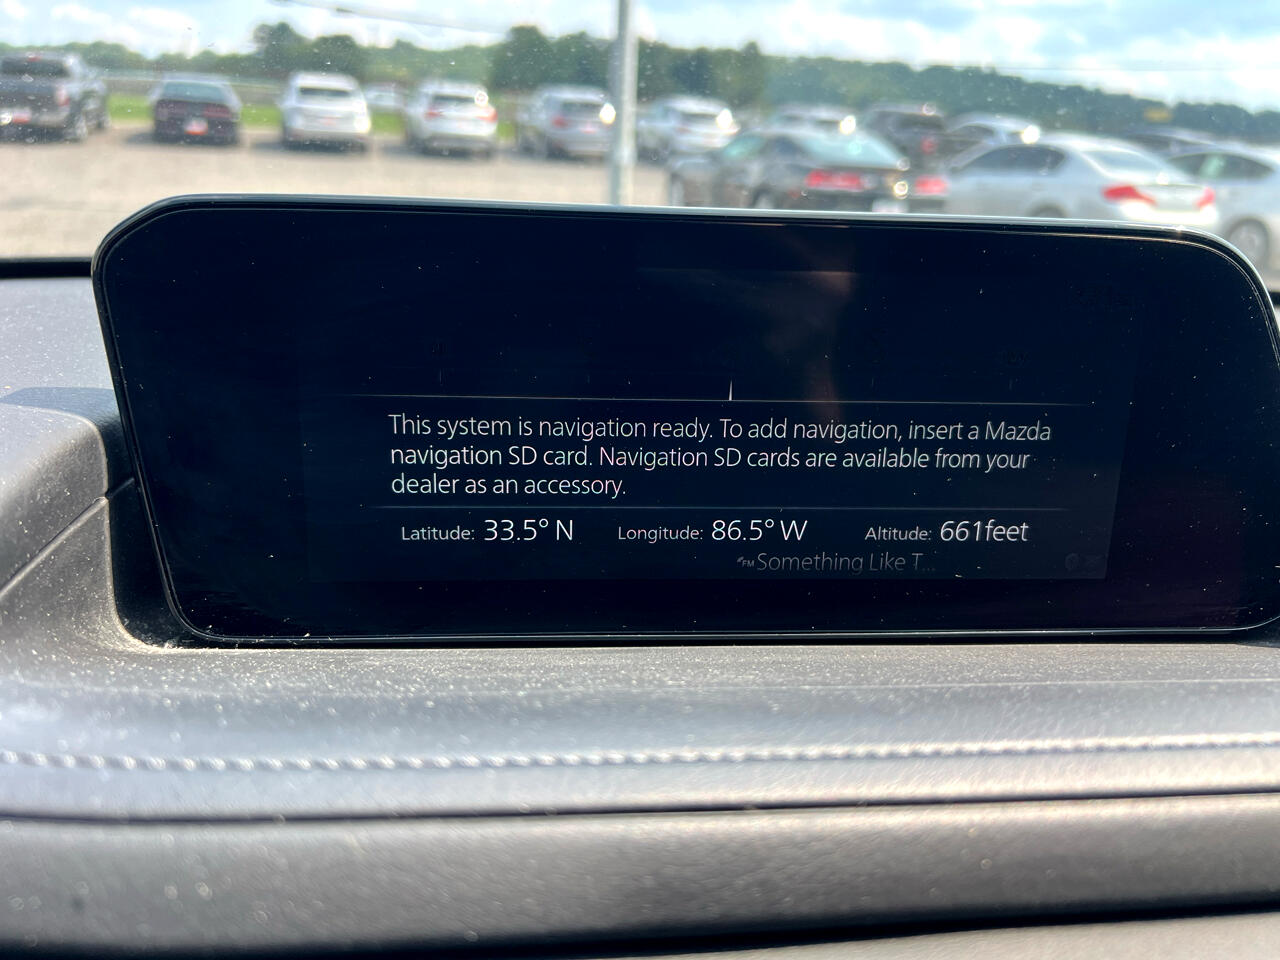 This system is navigation ready. To add navigation, insert a Mazda
navigation SD card. Navigation SD cards are available from your
dealer as an accessory.
Latitude: 33.5° N Longitude: 86.5° W Altitude: 661feet
FM Something Like T...